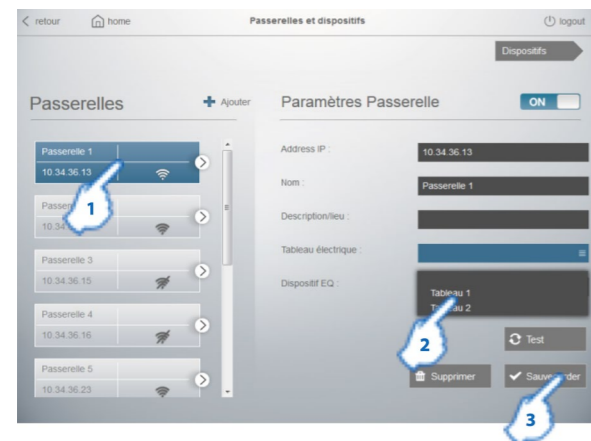 retour
home
Passerelles et dispositifs
logout
Dispositifs
Passerelles
Ajouter
Paramètres Passerelle
ON
Passerelle 1
10.34.36.13
1
10.34
Passerelle 3
10.34.36.15
Passerelle 4
10.34.36.16
Passerelle 5
10.34.36.23
Address IP :
10.34.36.13
Nom :
Passerelle 1
Description/lieu :
Tableau électrique :
Dispositif EQ :
Tableau 1
2
2
Test
Supprimer
3